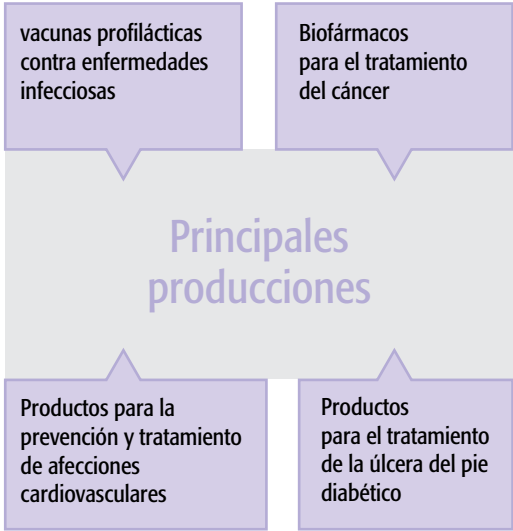 vacunas profilácticas
contra enfermedades
infecciosas
Biofármacos
para el tratamiento
del cáncer
Principales
producciones
Productos para la
prevención y tratamiento
de afecciones
cardiovasculares
Productos
para el tratamiento
de la úlcera del pie
diabético